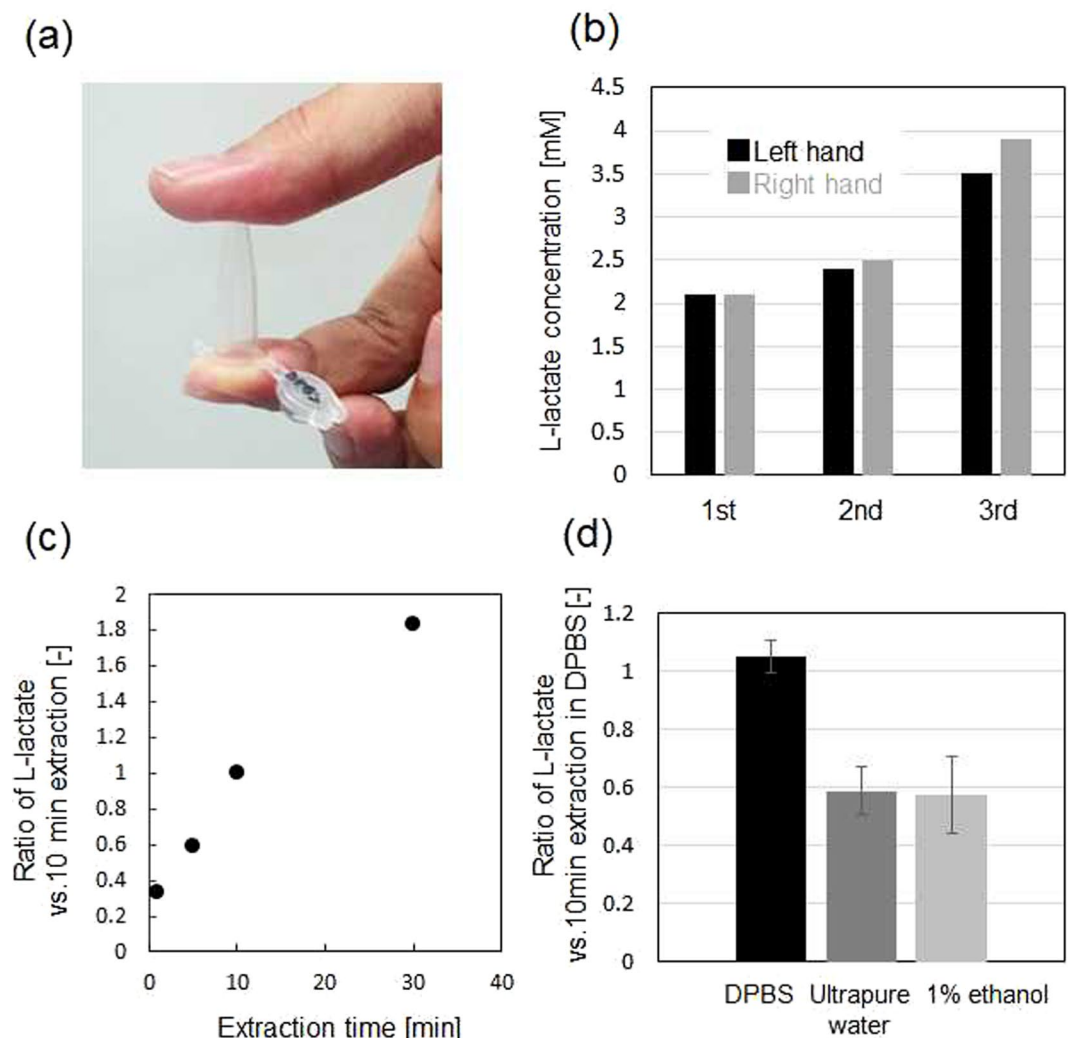 (a)
(b)
L-lactate concentration [mM]
4.5
4
3.5
3
2.5
2
1.5
1
0.5
0
Left hand
Right hand
1st 2nd 3rd
(c)
Ratio of L-lactate
vs.10 min extraction [-]
2
1.8
1.6
1.4
1.2
1
0.8
0.6
0.4
0.2
0
0 10 20 30 40
Extraction time [min]
(d)
Ratio of L-lactate
vs.10min extraction in DPBS [-]
1.2
1
0.8
0.6
0.4
0.2
0
DPBS Ultrapure 1% ethanol
water